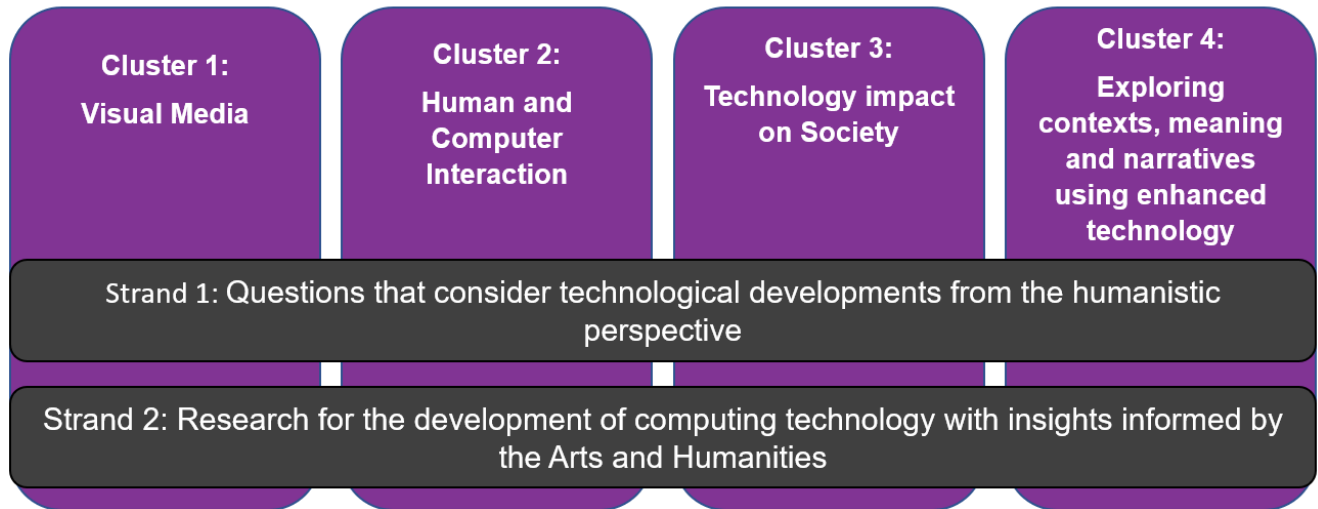 Cluster 1:
Visual Media
Cluster 2:
Human and
Computer
Interaction
Cluster 3:
Technology impact
on Society
Cluster 4:
Exploring
contexts, meaning
and narratives
using enhanced
technology
Strand 1: Questions that consider technological developments from the humanistic
perspective
Strand 2: Research for the development of computing technology with insights informed by
the Arts and Humanities